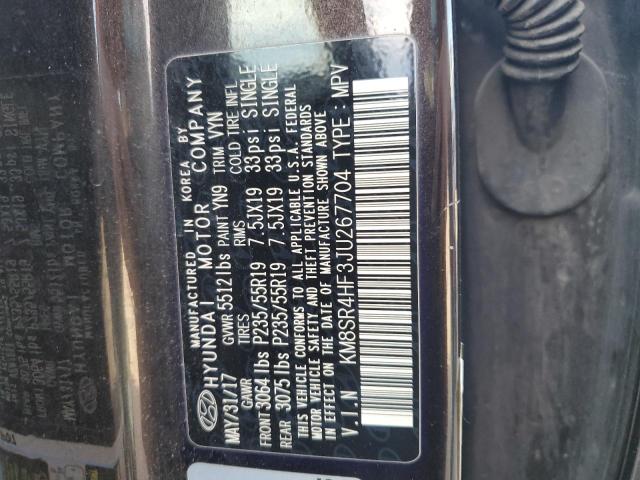 MANUFACTURED IN KOREA BY
HYUNDAI MOTOR COMPANY
MAY/31/17 GVWR 5512 lbs PAINT YN9 TRIM VYN
GAWR TIRES RIMS COLD TIRE INFL
FRONT 3064 lbs P235/55R19 7.5JX19 33psi SINGLE
REAR 3075 lbs P235/55R19 7.5JX19 33psi SINGLE
THIS VEHICLE CONFORMS TO ALL APPLICABLE U.S.A. FEDERAL
MOTOR VEHICLE SAFETY AND THEFT PREVENTION STANDARDS
IN EFFECT ON THE DATE OF MANUFACTURE SHOWN ABOVE
V.I.N KM8SR4HF3JU267704 TYPE : MPV